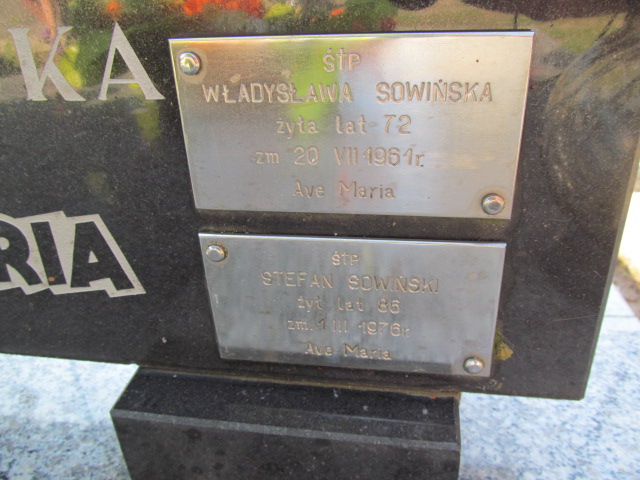 KA
RIA
śtp
WŁADYSŁAWA SOWIŃSKA
żyła lat 72
zm 20 VII 1961r.
Ave Maria
śtp
STEFAN SOWIŃSKI
żył lat 86
zm. 1 III 1976r.
Ave Maria